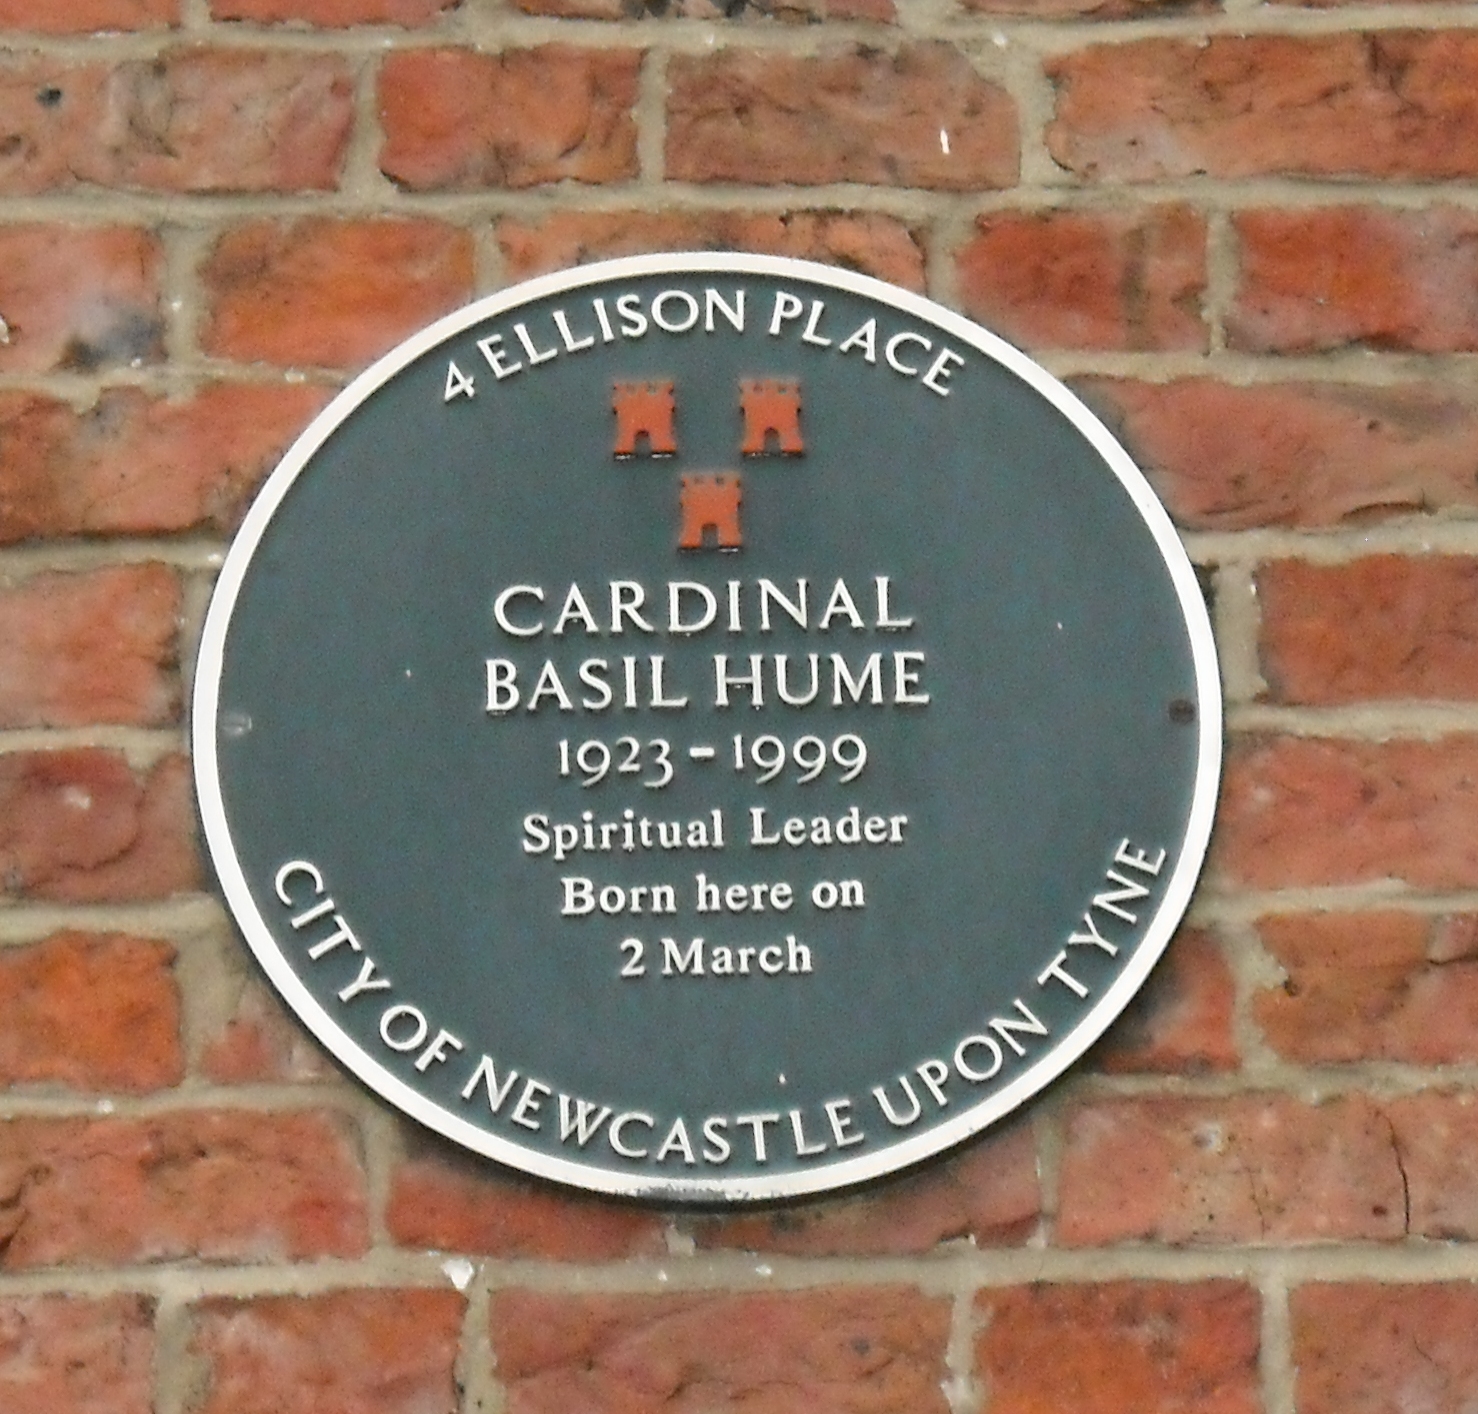 4 ELLISON PLACE
CARDINAL
BASIL HUME
1923-1999
Spiritual Leader
Born here on
2 March
CITY OF NEWCASTLE UPON TYNE